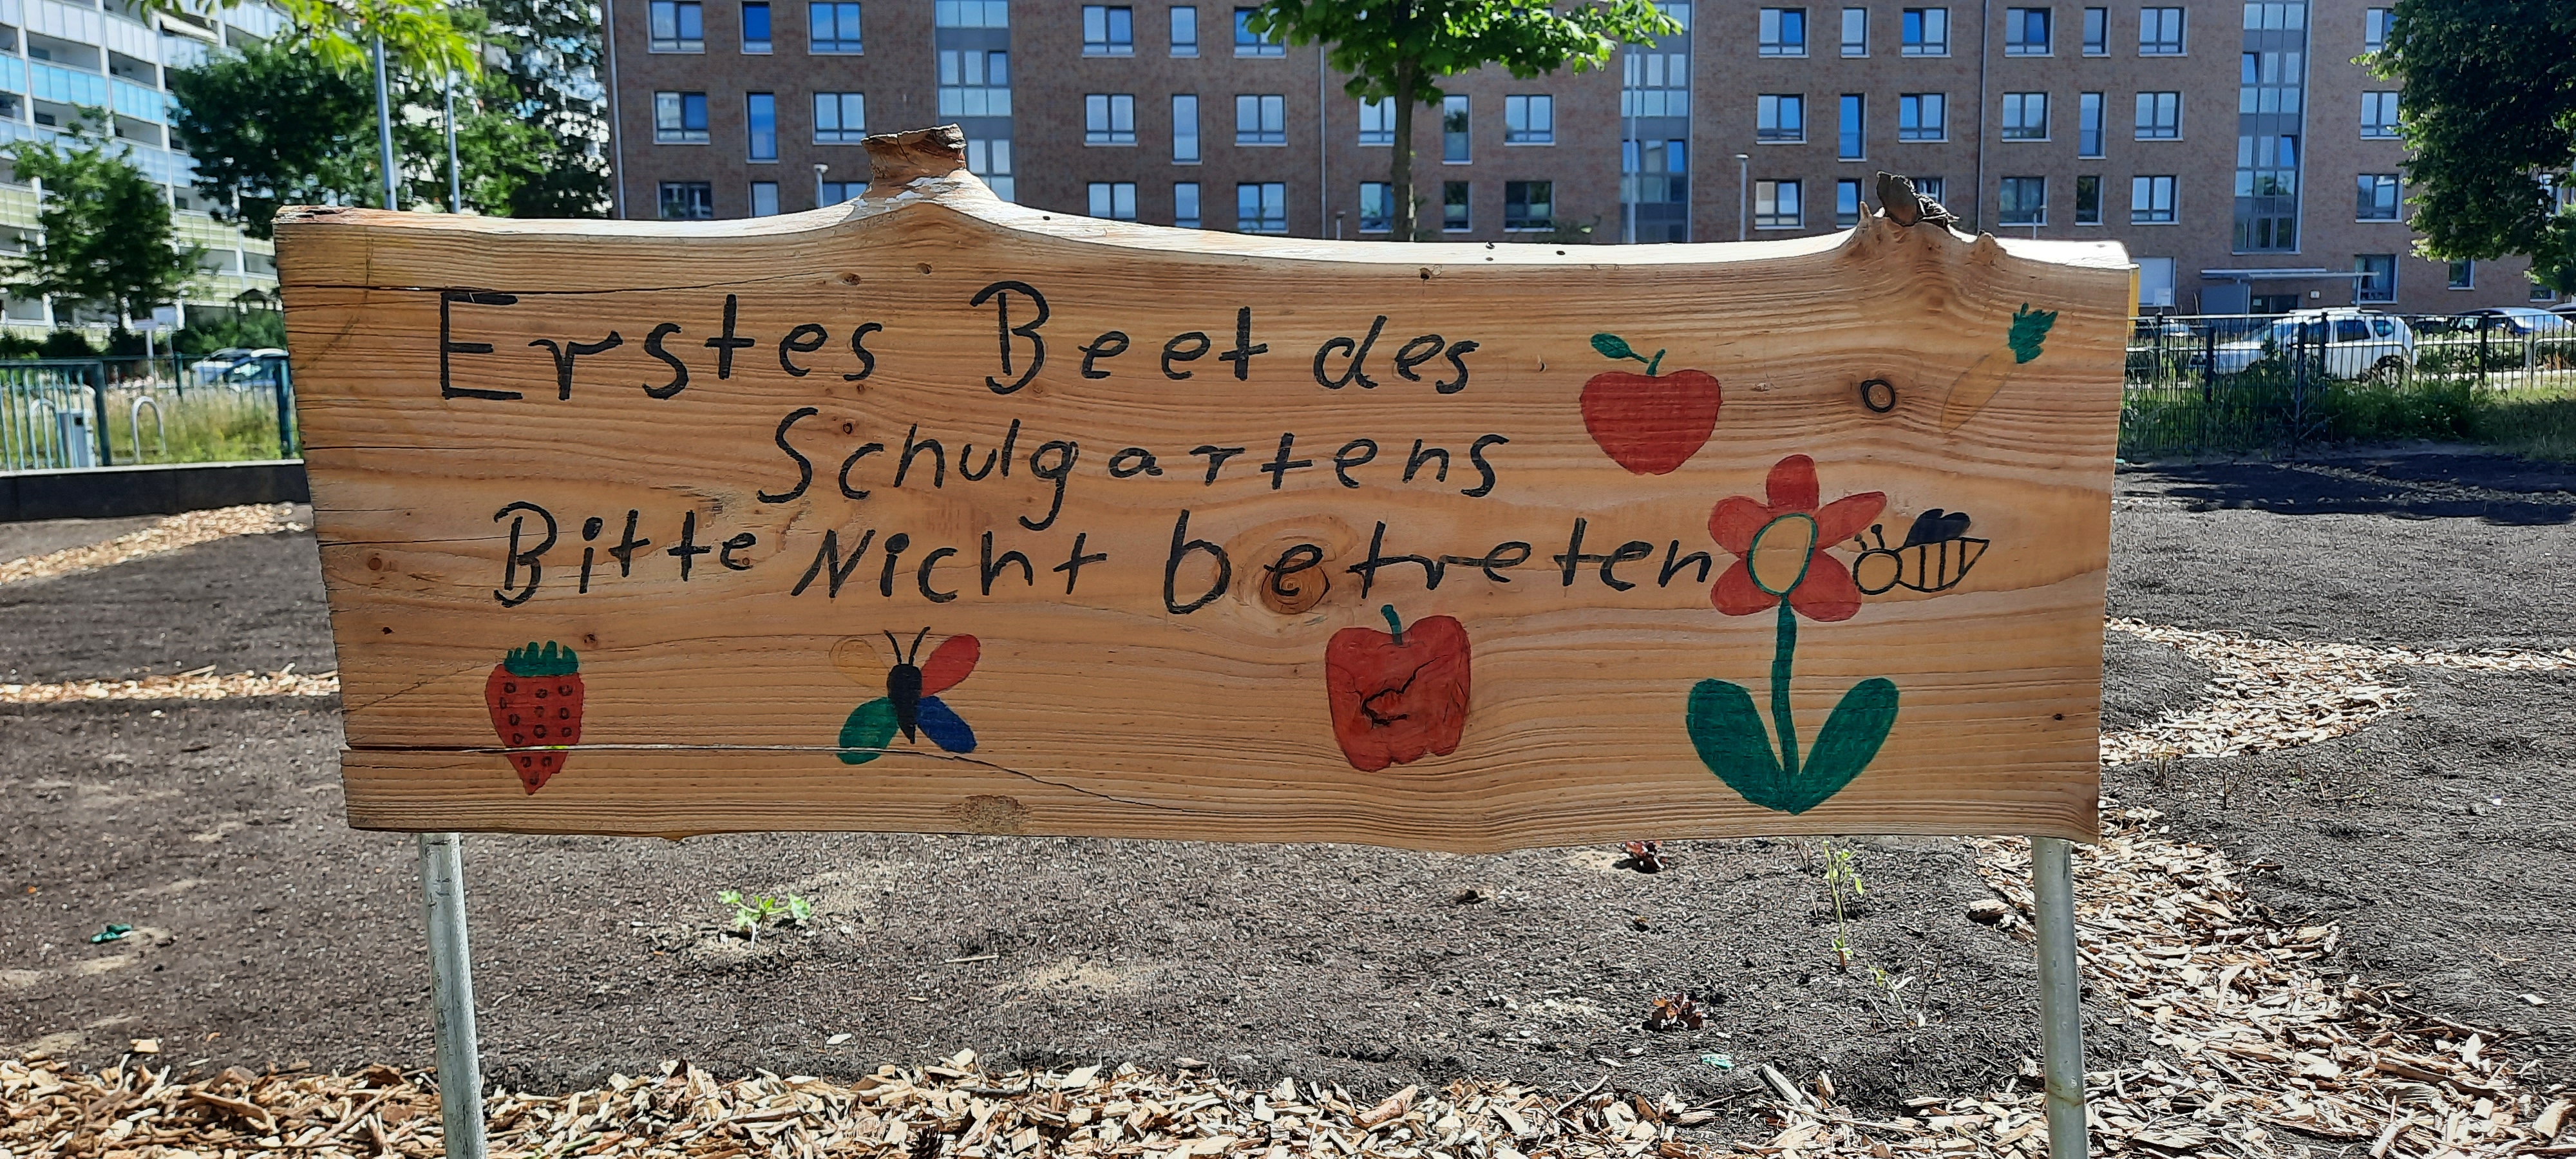 Erstes Beet des
Schulgartens
Bitte Nicht betreten